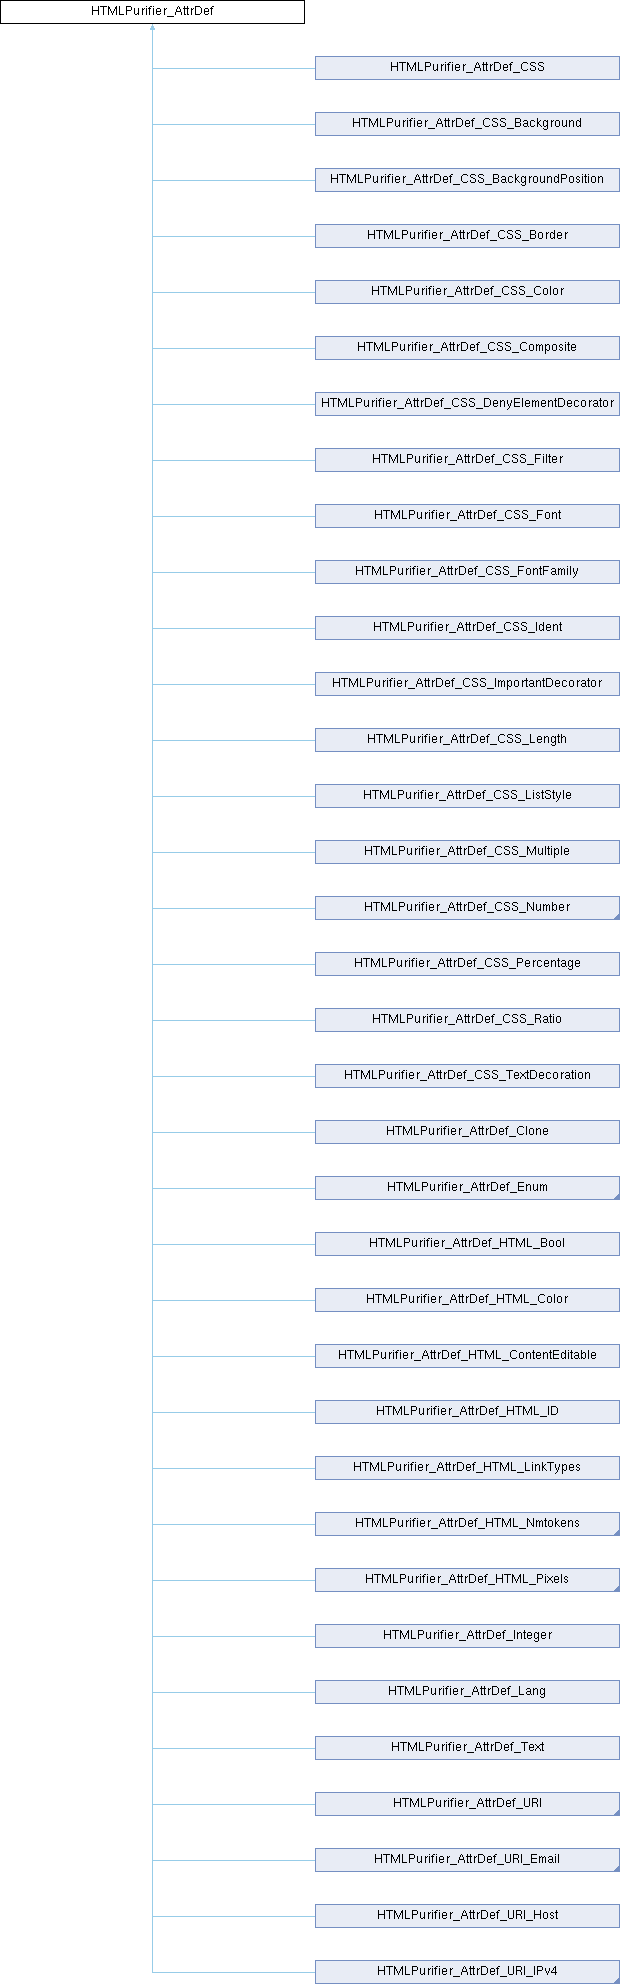 HTMLPurifier_AttrDef
HTMLPurifier_AttrDef_CSS
HTMLPurifier_AttrDef_CSS_Background
HTMLPurifier_AttrDef_CSS_BackgroundPosition
HTMLPurifier_AttrDef_CSS_Border
HTMLPurifier_AttrDef_CSS_Color
HTMLPurifier_AttrDef_CSS_Composite
HTMLPurifier_AttrDef_CSS_DenyElementDecorator
HTMLPurifier_AttrDef_CSS_Filter
HTMLPurifier_AttrDef_CSS_Font
HTMLPurifier_AttrDef_CSS_FontFamily
HTMLPurifier_AttrDef_CSS_Ident
HTMLPurifier_AttrDef_CSS_ImportantDecorator
HTMLPurifier_AttrDef_CSS_Length
HTMLPurifier_AttrDef_CSS_ListStyle
HTMLPurifier_AttrDef_CSS_Multiple
HTMLPurifier_AttrDef_CSS_Number
HTMLPurifier_AttrDef_CSS_Percentage
HTMLPurifier_AttrDef_CSS_Ratio
HTMLPurifier_AttrDef_CSS_TextDecoration
HTMLPurifier_AttrDef_Clone
HTMLPurifier_AttrDef_Enum
HTMLPurifier_AttrDef_HTML_Bool
HTMLPurifier_AttrDef_HTML_Color
HTMLPurifier_AttrDef_HTML_ContentEditable
HTMLPurifier_AttrDef_HTML_ID
HTMLPurifier_AttrDef_HTML_LinkTypes
HTMLPurifier_AttrDef_HTML_Nmtokens
HTMLPurifier_AttrDef_HTML_Pixels
HTMLPurifier_AttrDef_Integer
HTMLPurifier_AttrDef_Lang
HTMLPurifier_AttrDef_Text
HTMLPurifier_AttrDef_URI
HTMLPurifier_AttrDef_URI_Email
HTMLPurifier_AttrDef_URI_Host
HTMLPurifier_AttrDef_URI_IPv4